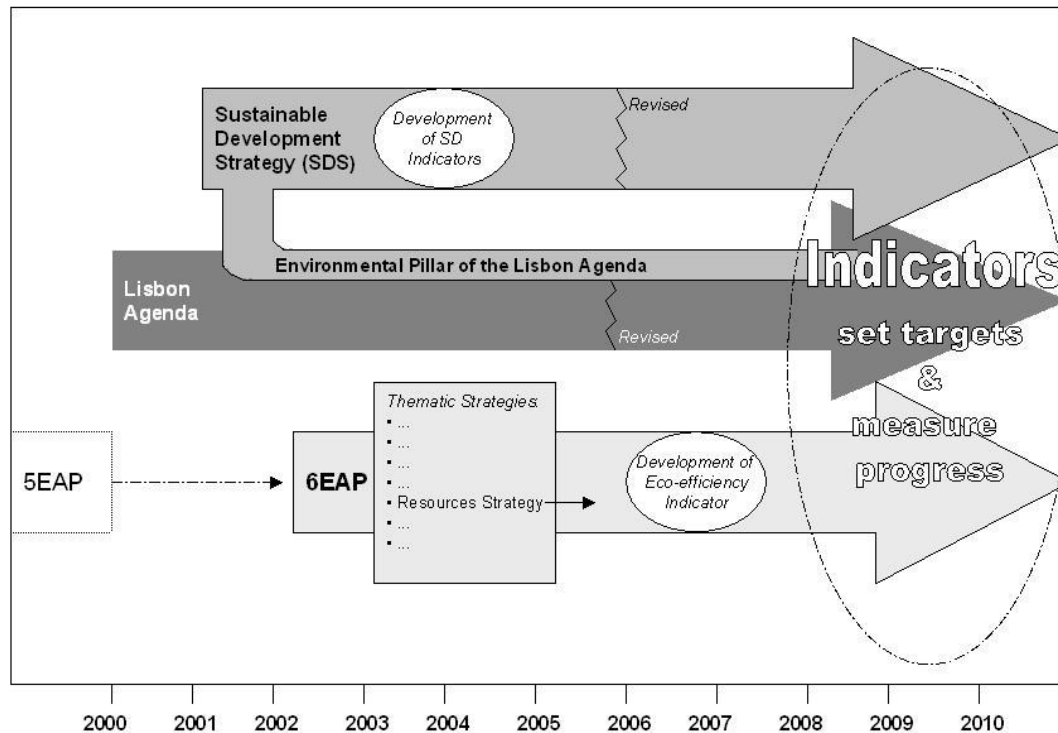 Sustainable
Development
Strategy (SDS)
Development
of SD
Indicators
Revised
Environmental Pillar of the Lisbon Agenda
Lisbon
Agenda
Revised
Indicators
set targets
&
measure
progress
5EAP
6EAP
Thematic Strategies:
▪ ...
▪ ...
▪ ...
▪ ...
▪ Resources Strategy
▪ ...
▪ ...
Development of
Eco-efficiency
Indicator
2000 2001 2002 2003 2004 2005 2006 2007 2008 2009 2010